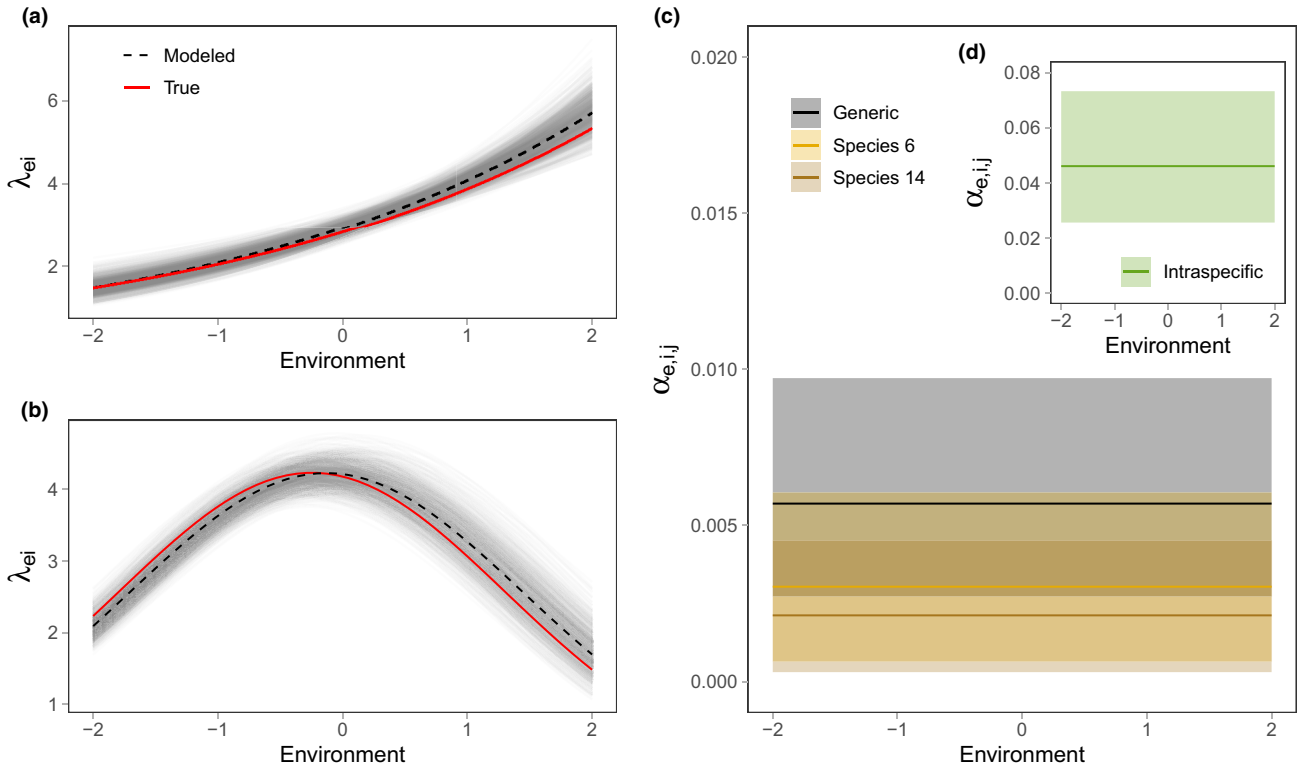 (a)
Modeled
True
6
4
2
λei
−2
−1
0
1
2
Environment
(b)
4
3
2
1
λei
−2
−1
0
1
2
Environment
(c)
0.020
0.015
0.010
0.005
0.000
αe,i,j
Generic
Species 6
Species 14
−2
−1
0
1
2
Environment
(d)
0.08
0.06
0.04
0.02
0.00
αe,i,j
Intraspecific
−2
−1
0
1
2
Environment